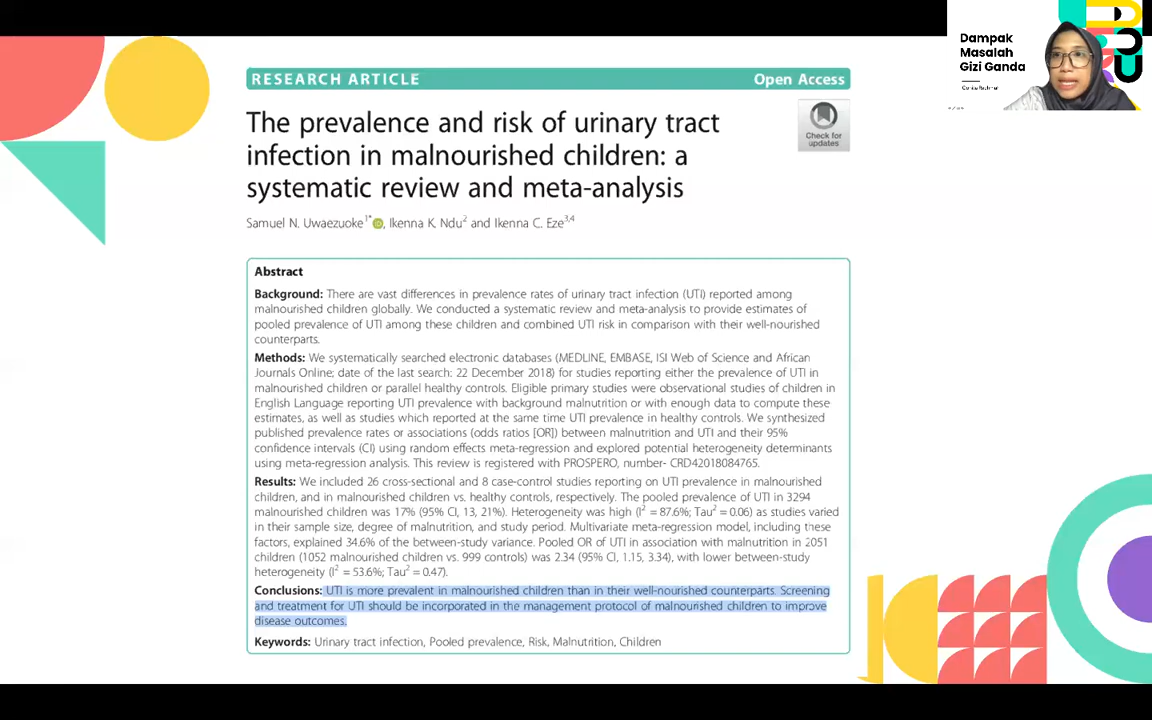 Dampak
Masalah
Gizi Ganda
RESEARCH ARTICLE Open Access
The prevalence and risk of urinary tract
infection in malnourished children: a
systematic review and meta-analysis
Check for
updates
Samuel N. Uwaezuoke1* , Ikenna K. Ndu2 and Ikenna C. Eze3,4
Abstract
Background: There are vast differences in prevalence rates of urinary tract infection (UTI) reported among
malnourished children globally. We conducted a systematic review and meta-analysis to provide estimates of
pooled prevalence of UTI among these children and combined UTI risk in comparison with their well-nourished
counterparts.
Methods: We systematically searched electronic databases (MEDLINE, EMBASE, ISI Web of Science and African
Journals Online; date of the last search: 22 December 2018) for studies reporting either the prevalence of UTI in
malnourished children or parallel healthy controls. Eligible primary studies were observational studies of children in
English Language reporting UTI prevalence with background malnutrition or with enough data to compute these
estimates, as well as studies which reported at the same time UTI prevalence in healthy controls. We synthesized
published prevalence rates or associations (odds ratios [OR]) between malnutrition and UTI and their 95%
confidence intervals (CI) using random effects meta-regression and explored potential heterogeneity determinants
using meta-regression analysis. This review is registered with PROSPERO, number- CRD42018084765.
Results: We included 26 cross-sectional and 8 case-control studies reporting on UTI prevalence in malnourished
children, and in malnourished children vs. healthy controls, respectively. The pooled prevalence of UTI in 3294
malnourished children was 17% (95% CI, 13, 21%). Heterogeneity was high (I2 = 87.6%; Tau2 = 0.06) as studies varied
in their sample size, degree of malnutrition, and study period. Multivariate meta-regression model, including these
factors, explained 34.6% of the between-study variance. Pooled OR of UTI in association with malnutrition in 2051
children (1052 malnourished children vs. 999 controls) was 2.34 (95% CI, 1.15, 3.34), with lower between-study
heterogeneity (I2 = 53.6%; Tau2 = 0.47).
Conclusions: UTI is more prevalent in malnourished children than in their well-nourished counterparts. Screening
and treatment for UTI should be incorporated in the management protocol of malnourished children to improve
disease outcomes.
Keywords: Urinary tract infection, Pooled prevalence, Risk, Malnutrition, Children